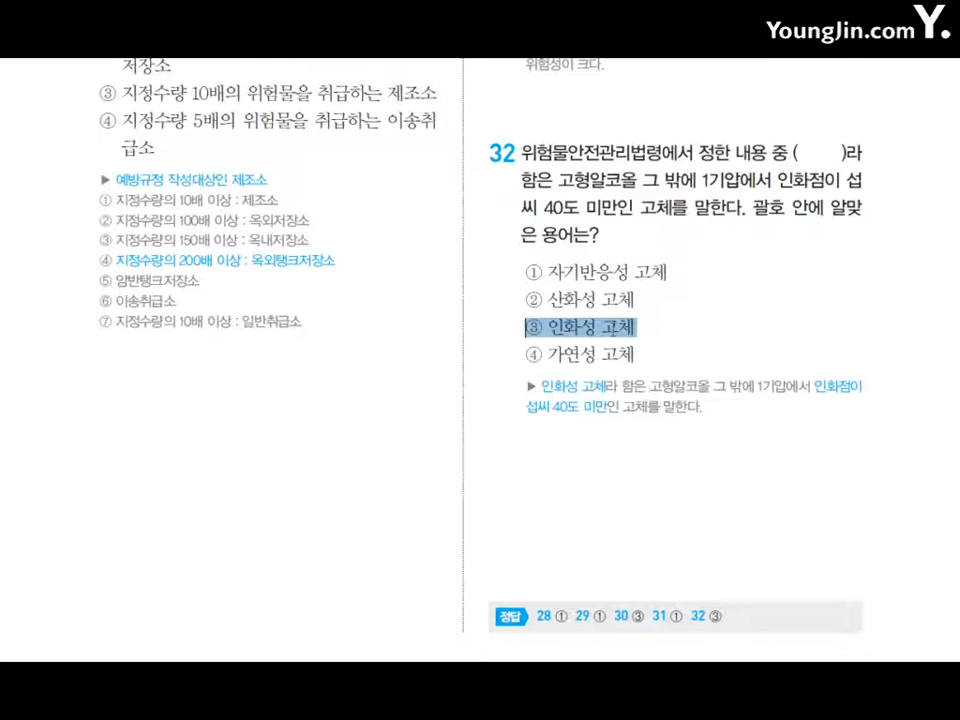 YoungJin.com Y.
저장소
③ 지정수량 10배의 위험물을 취급하는 제조소
④ 지정수량 5배의 위험물을 취급하는 이송취
급소
▶ 예방규정 작성대상인 제조소
① 지정수량의 10배 이상 : 제조소
② 지정수량의 100배 이상 : 옥외저장소
③ 지정수량의 150배 이상 : 옥내저장소
④ 지정수량의 200배 이상 : 옥외탱크저장소
⑤ 암반탱크저장소
⑥ 이송취급소
⑦ 지정수량의 10배 이상 : 일반취급소
위험성이 크다.
32 위험물안전관리법령에서 정한 내용 중 ( )라
함은 고형알코올 그 밖에 1기압에서 인화점이 섭
씨 40도 미만인 고체를 말한다. 괄호 안에 알맞
은 용어는?
① 자기반응성 고체
② 산화성 고체
③ 인화성 고체
④ 가연성 고체
▶ 인화성 고체라 함은 고형알코올 그 밖에 1기압에서 인화점이
섭씨 40도 미만인 고체를 말한다.
정답 28 ① 29 ① 30 ③ 31 ① 32 ③